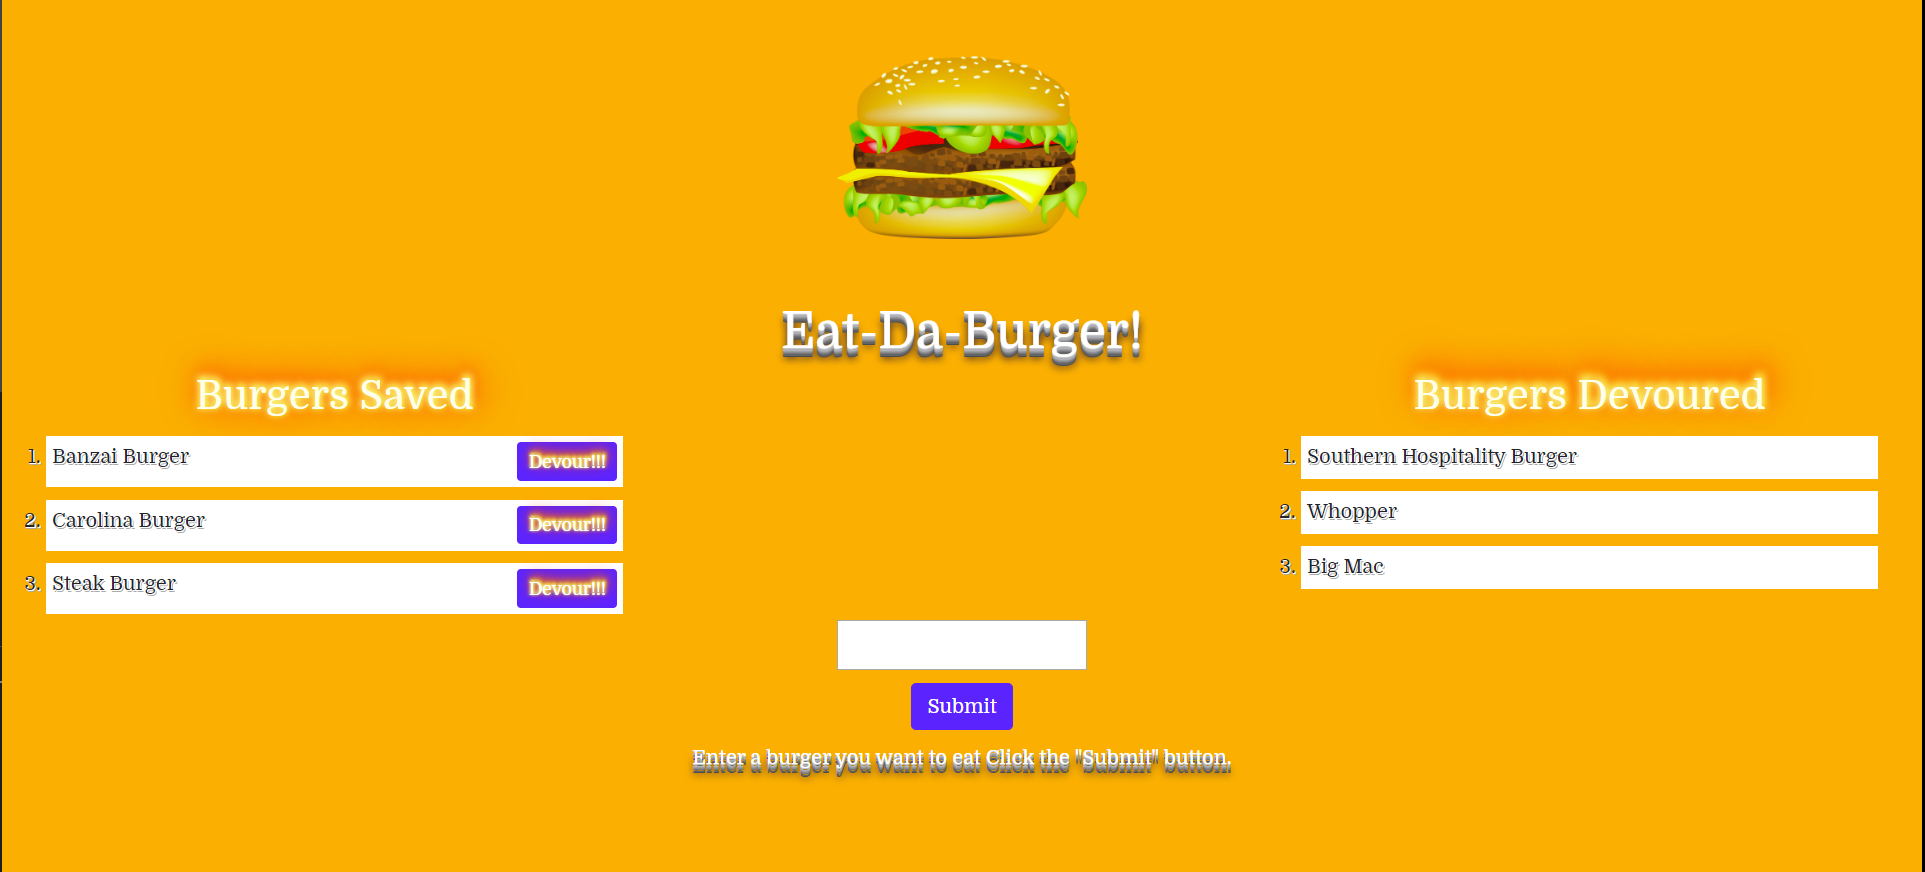 Eat-Da-Burger!
Burgers Saved
1. Banzai Burger Devour!!!
2. Carolina Burger Devour!!!
3. Steak Burger Devour!!!
Burgers Devoured
1. Southern Hospitality Burger
2. Whopper
3. Big Mac
Submit
Enter a burger you want to eat Click the "Submit" button.